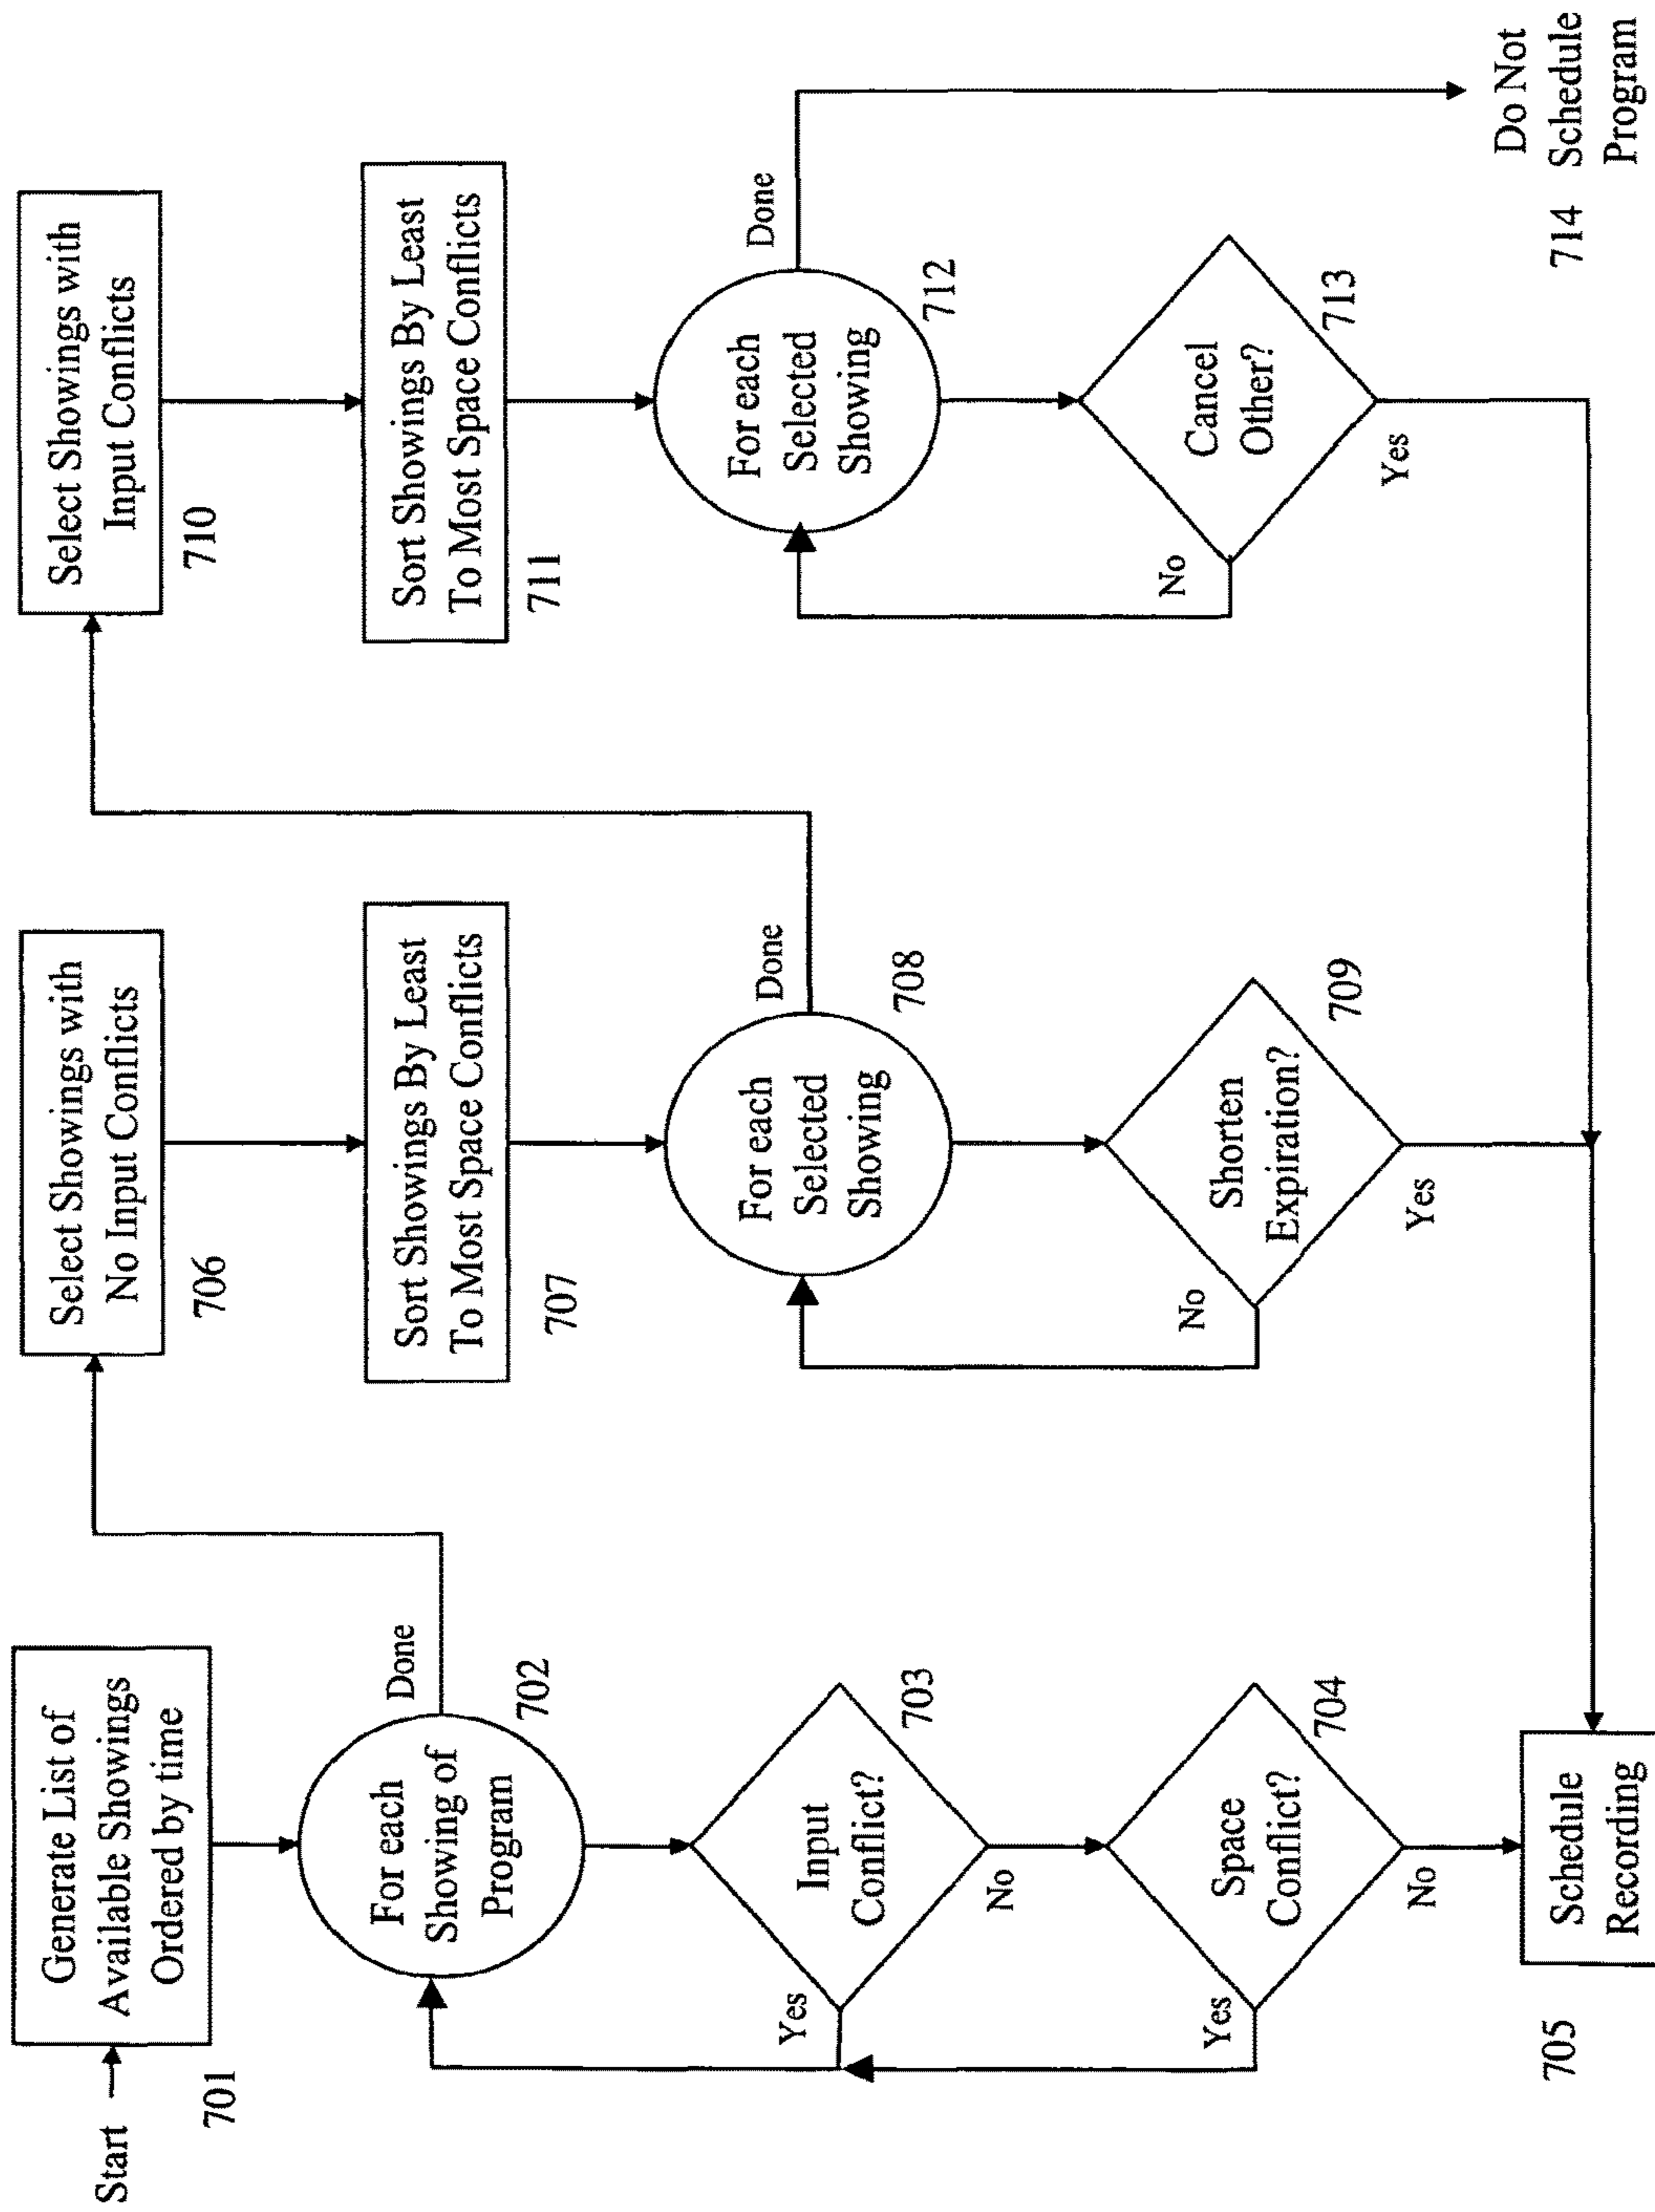 Start
Generate List of
Available Showings
Ordered by time
701
For each
Showing of
Program
702
Done
Input
Conflict?
703
Yes
No
Space
Conflict?
704
Yes
No
Schedule
Recording
705
Select Showings with
No Input Conflicts
706
Sort Showings By Least
To Most Space Conflicts
707
For each
Selected
Showing
708
Done
Shorten
Expiration?
709
No
Yes
Select Showings with
Input Conflicts
710
Sort Showings By Least
To Most Space Conflicts
711
For each
Selected
Showing
712
Done
Cancel
Other?
713
No
Yes
Do Not
714 Schedule
Program